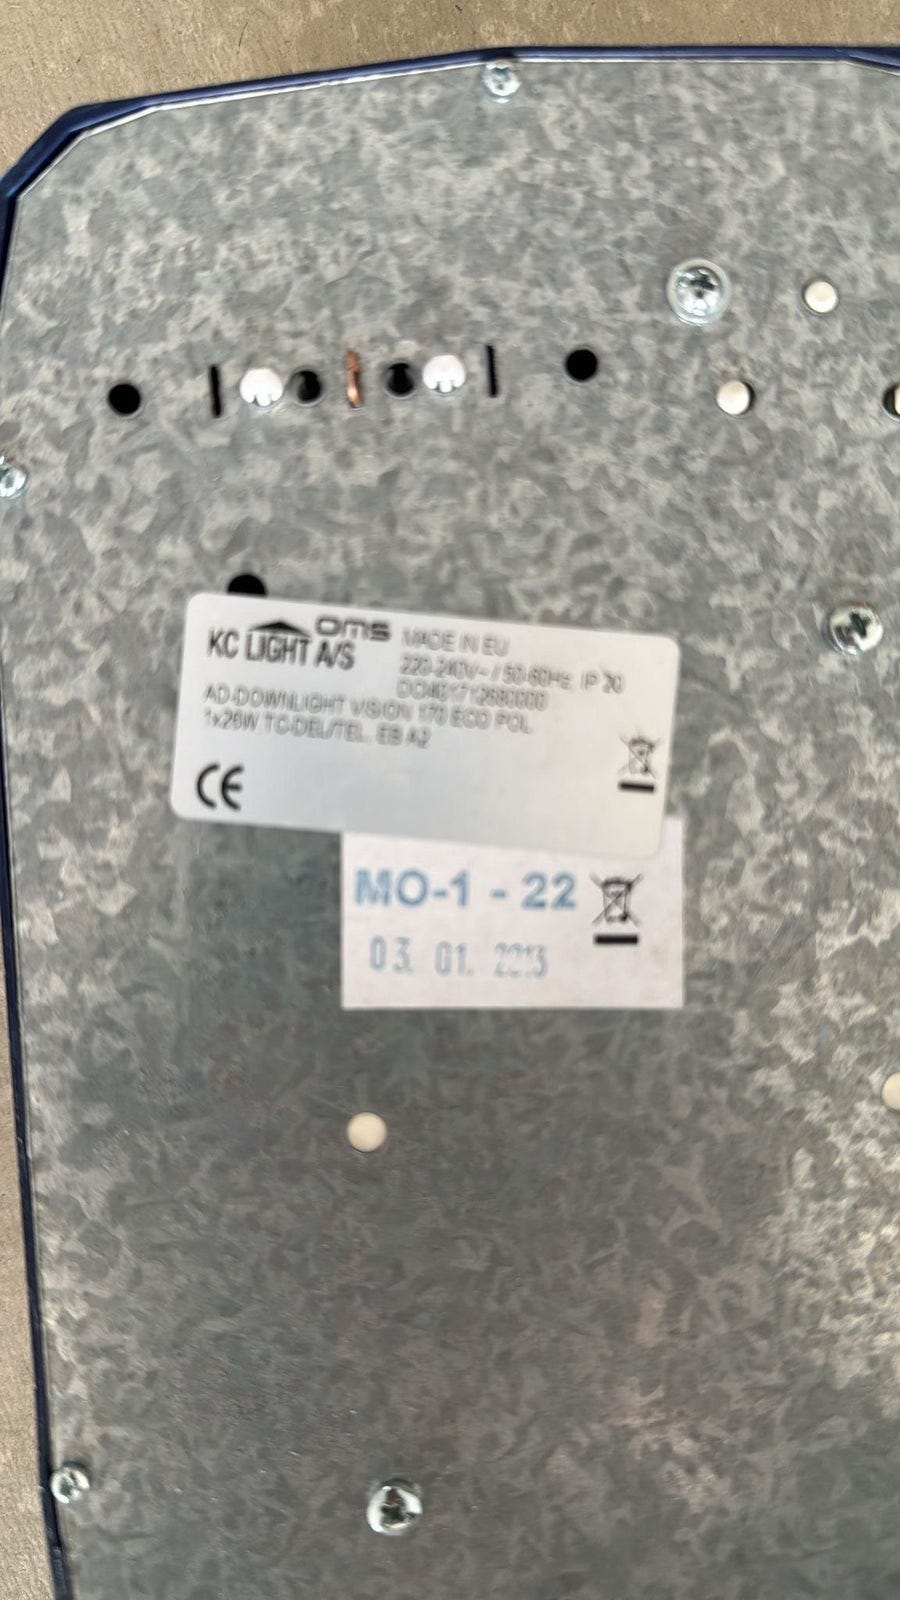 oms
KC LIGHT A/S
MADE IN EU
220-240V~ / 50-60Hz, IP 20
AD-DOWNLIGHT VISION 170 ECO POL
1x26W TC-DEL/TEL, EB A2
CE
MO-1 - 22
03. 01. 2013